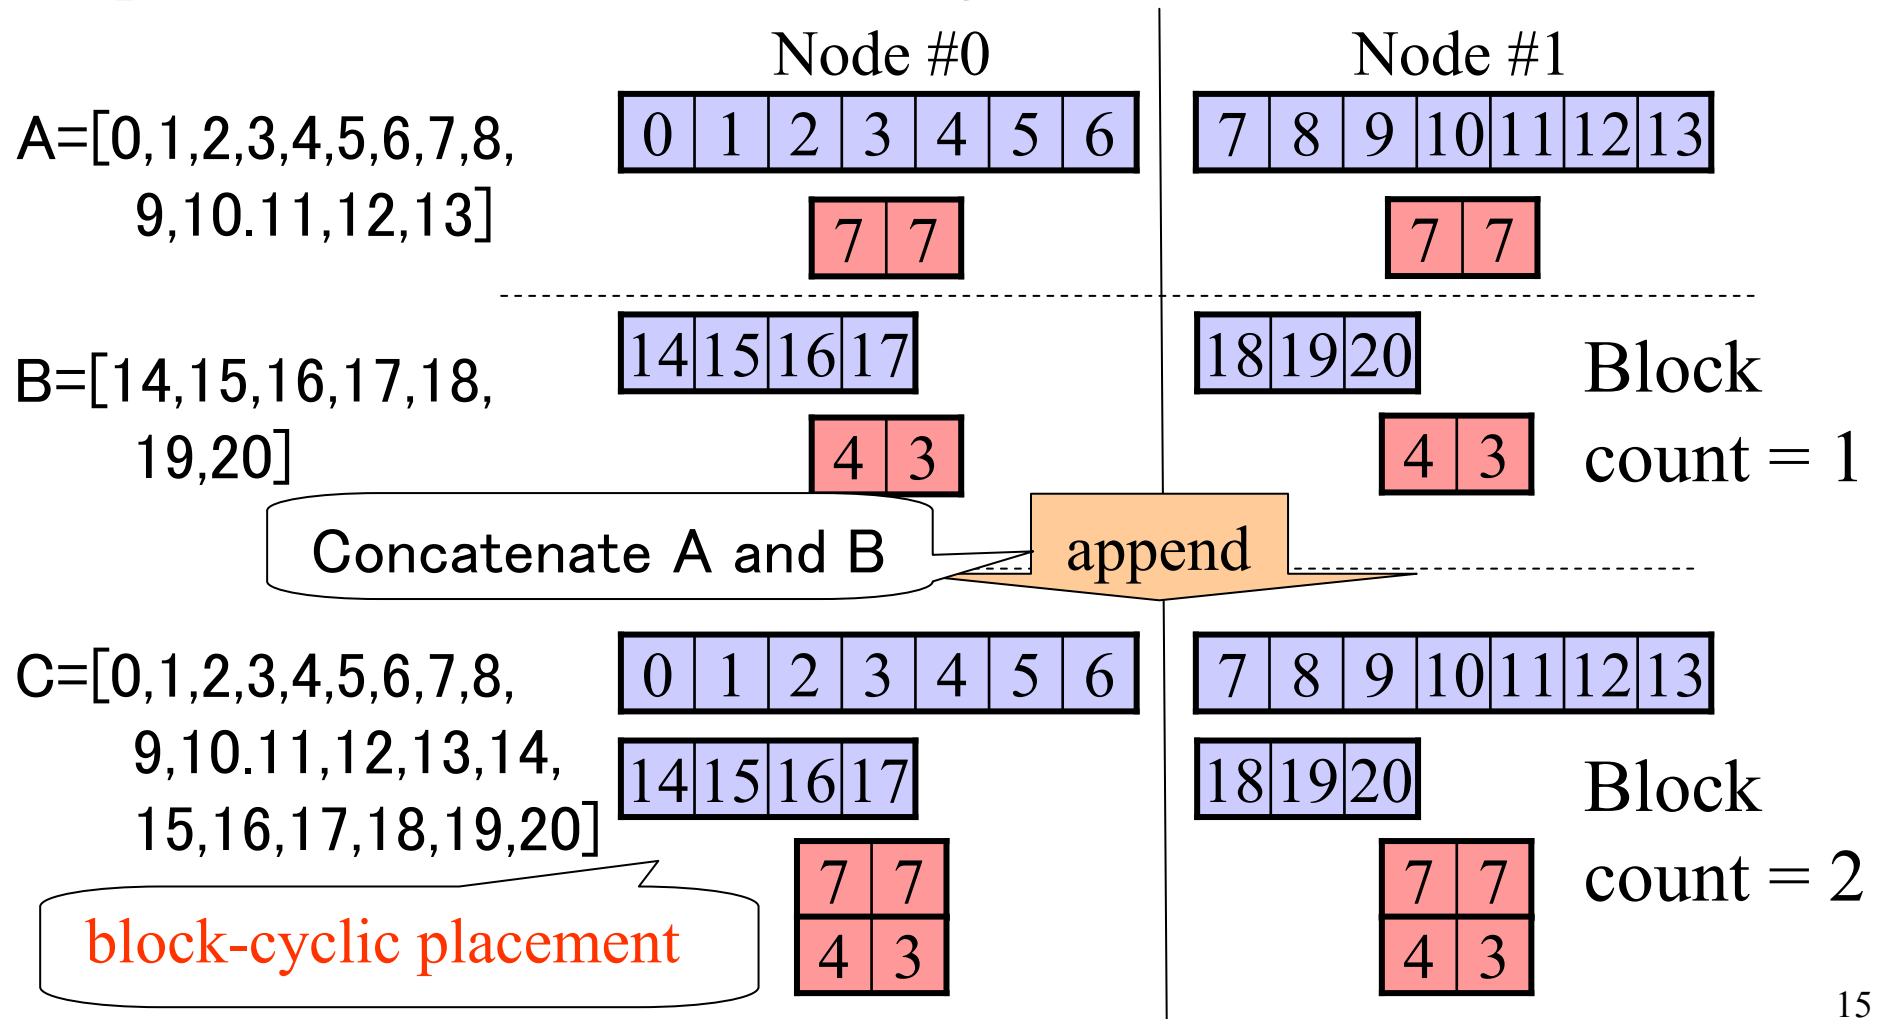 Node #0
Node #1
A=[0,1,2,3,4,5,6,7,8,
9,10.11,12,13]
0 1 2 3 4 5 6
7 8 9 10 11 12 13
7 7
7 7
B=[14,15,16,17,18,
19,20]
14 15 16 17
18 19 20
4 3
4 3
Block
count = 1
Concatenate A and B
append
C=[0,1,2,3,4,5,6,7,8,
9,10.11,12,13,14,
15,16,17,18,19,20]
0 1 2 3 4 5 6
7 8 9 10 11 12 13
14 15 16 17
18 19 20
7 7
4 3
7 7
4 3
Block
count = 2
block-cyclic placement
15